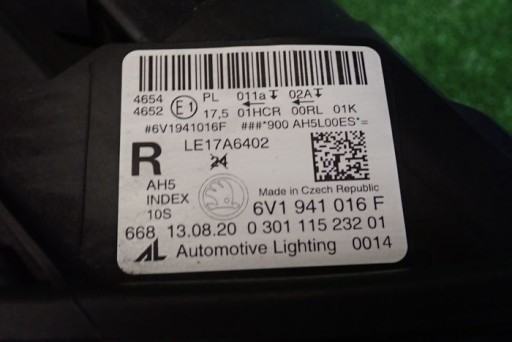 4654 E1 PL 011a 02A
4652 17,5 01HCR 00RL 01K
#6V1941016F ###*900 AH5L00ES*=
R LE17A6402
24
AH5
INDEX
10S
Made in Czech Republic
6V1 941 016 F
668 13.08.20 0 301 115 232 01
AL Automotive Lighting 0014